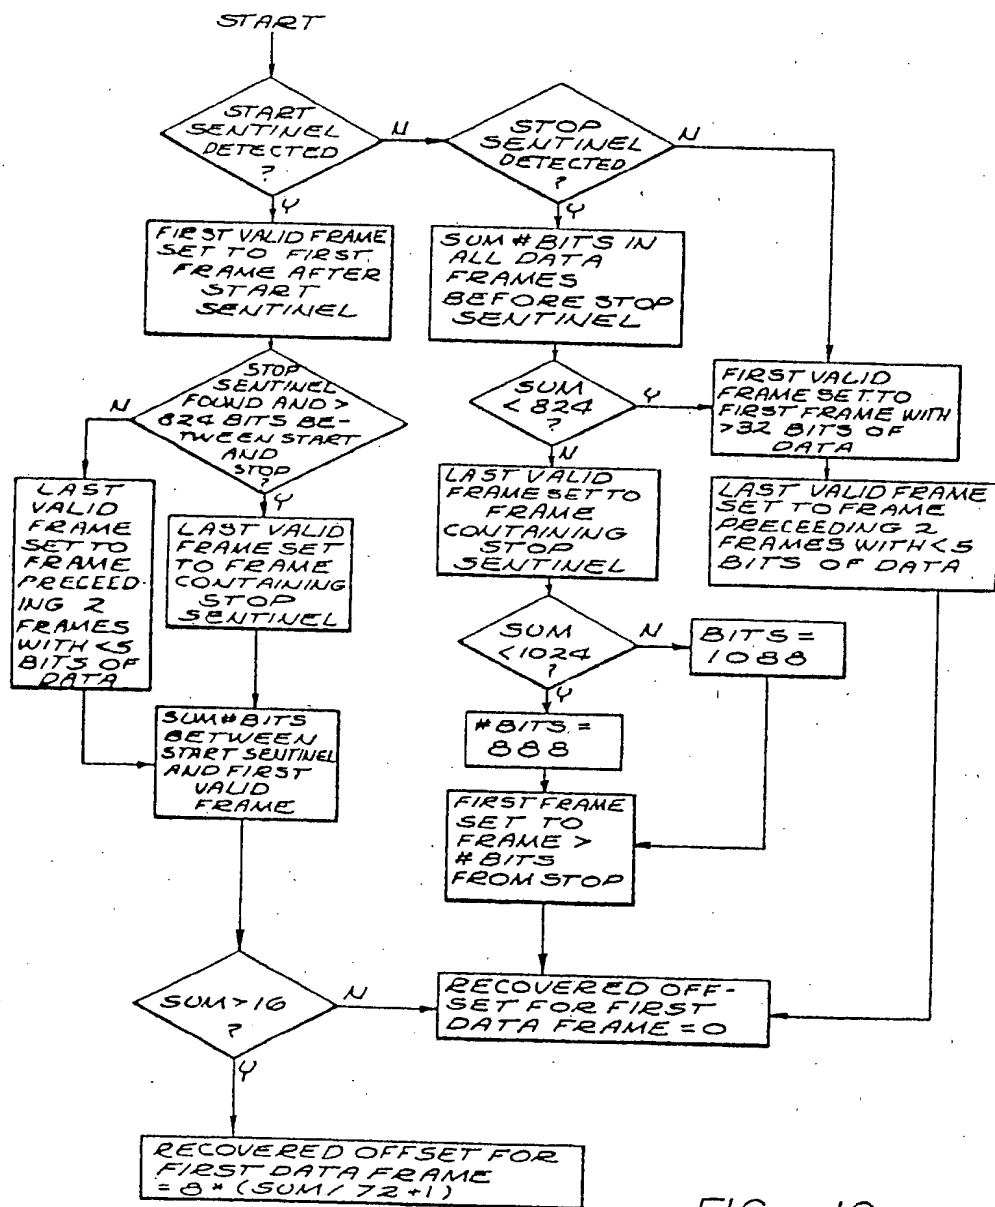 START
START
SENTINEL
DETECTED
?
N
Y
STOP
SENTINEL
DETECTED
?
N
Y
FIRST VALID FRAME
SET TO FIRST
FRAME AFTER
START
SENTINEL
SUM # BITS IN
ALL DATA
FRAMES
BEFORE STOP
SENTINEL
STOP
SENTINEL
FOUND AND >
824 BITS BE-
TWEEN START
AND
STOP
?
N
Y
SUM
<824
?
Y
N
FIRST VALID
FRAME SET TO
FIRST FRAME WITH
>32 BITS OF
DATA
LAST
VALID
FRAME
SET TO
FRAME
PRECEED
ING 2
FRAMES
WITH <5
BITS OF
DATA
LAST VALID
FRAME SET
TO FRAME
CONTAINING
STOP
SENTINEL
LAST VALID
FRAME SET TO
FRAME
CONTAINING
STOP
SENTINEL
LAST VALID FRAME
SET TO FRAME
PRECEEDING 2
FRAMES WITH <5
BITS OF DATA
SUM
<1024
?
N
Y
BITS =
1088
SUM # BITS
BETWEEN
START SENTINEL
AND FIRST
VALID
FRAME
#BITS =
888
FIRST FRAME
SET TO
FRAME >
#BITS
FROM STOP
SUM > 16
?
N
Y
RECOVERED OFF-
SET FOR FIRST
DATA FRAME = 0
RECOVERED OFFSET FOR
FIRST DATA FRAME
= 8 * (SUM / 72 + 1)